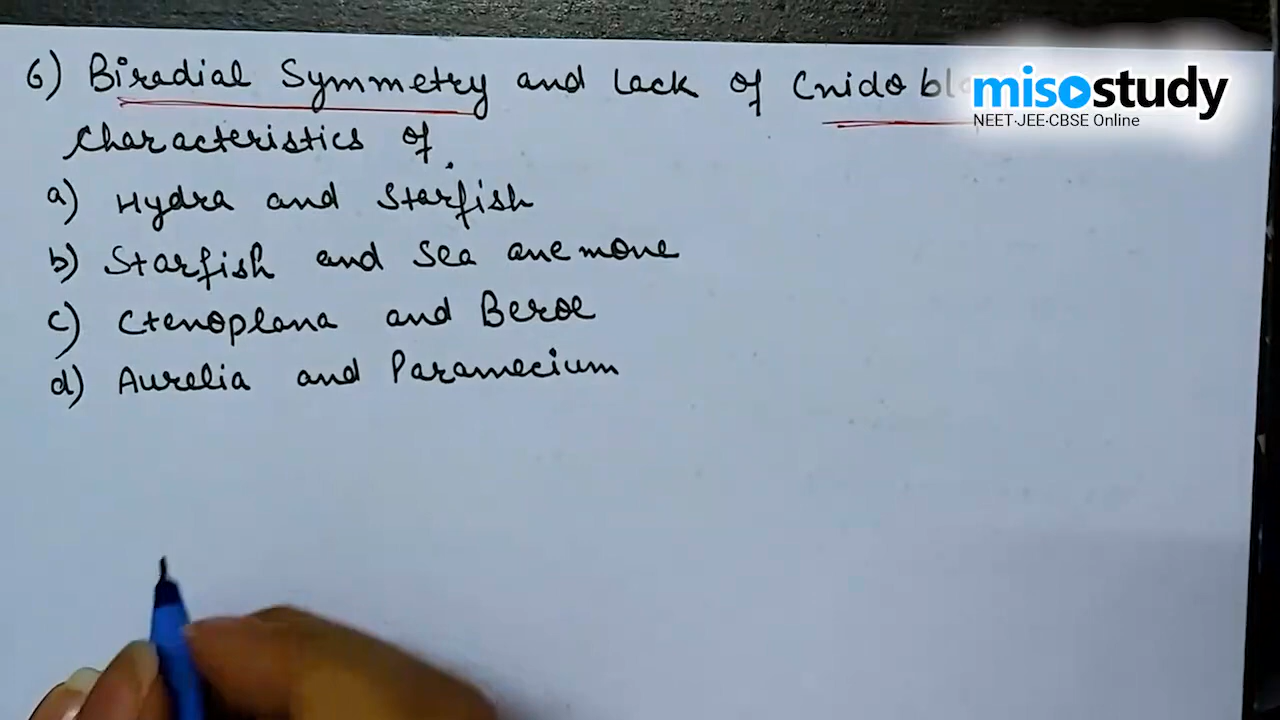 6) Biradial Symmetry and lack of Cnidobl
Characteristics of.
a) Hydra and Starfish
b) Starfish and Sea anemone
c) Ctenoplana and Beroe
d) Aurelia and Paramecium
misostudy
NEET-JEE-CBSE Online